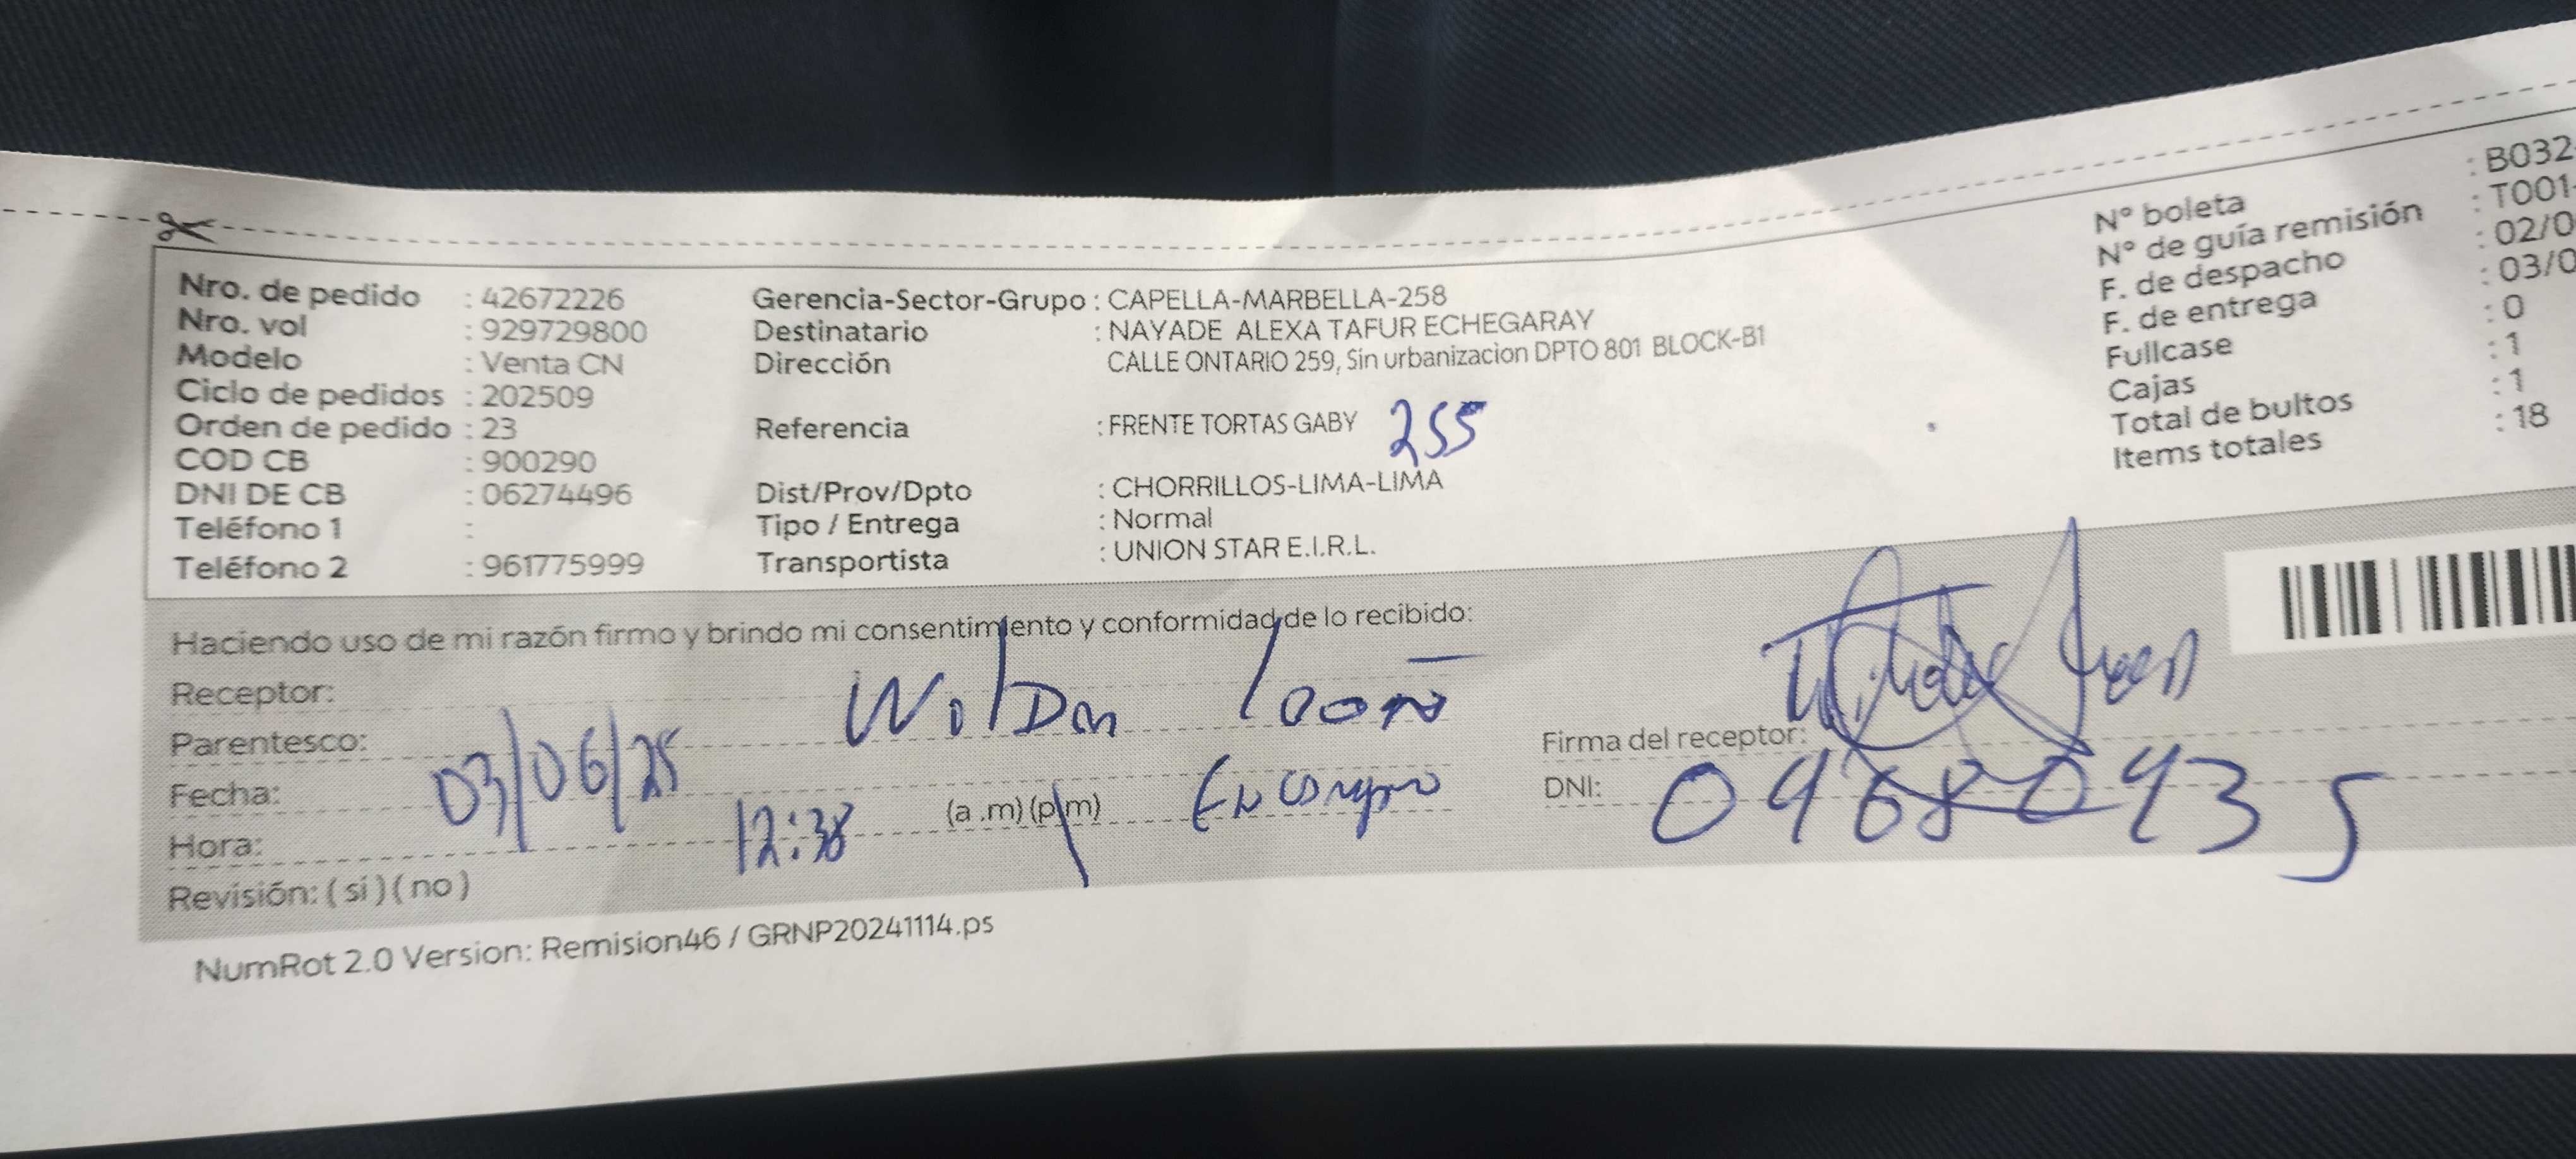 Nro. de pedido : 42672226
Nro. vol : 929729800
Modelo : Venta CN
Ciclo de pedidos : 202509
Orden de pedido : 23
COD CB : 900290
DNI DE CB : 06274496
Teléfono 1 :
Teléfono 2 : 961775999
Gerencia-Sector-Grupo : CAPELLA-MARBELLA-258
Destinatario : NAYADE ALEXA TAFUR ECHEGARAY
Dirección CALLE ONTARIO 259, Sin urbanizacion DPTO 801 BLOCK-B1
Referencia : FRENTE TORTAS GABY 255
Dist/Prov/Dpto : CHORRILLOS-LIMA-LIMA
Tipo / Entrega : Normal
Transportista : UNION STAR E.I.R.L.
N° boleta : B032-
N° de guía remisión : T001-
F. de despacho : 02/0
F. de entrega : 03/0
Fullcase : 0
Cajas : 1
Total de bultos : 1
Items totales : 18
Haciendo uso de mi razón firmo y brindo mi consentimiento y conformidad de lo recibido:
Receptor:
Parentesco:
Fecha: 03/06/25
Hora: 12:38 (a .m) (p.m)
Revisión: ( sí ) ( no )
Firma del receptor:
DNI: 09680935
NumRot 2.0 Version: Remision46 / GRNP20241114.ps